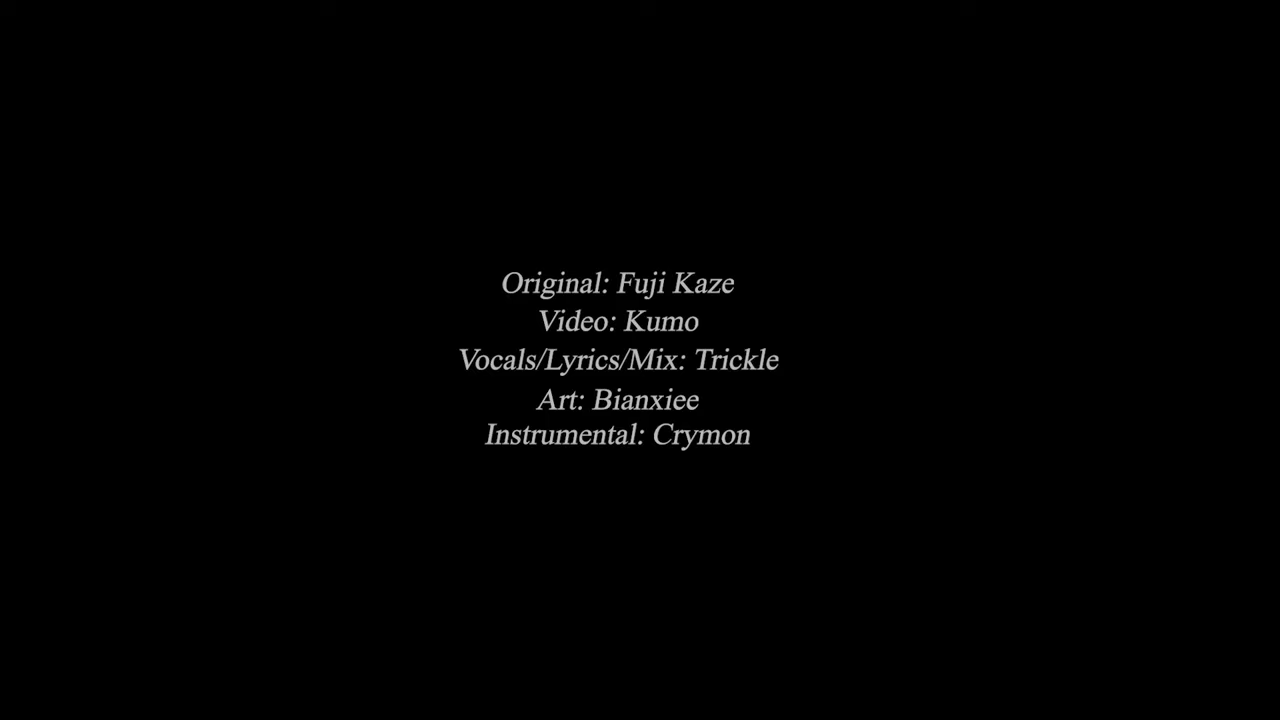 Original: Fuji Kaze
Video: Kumo
Vocals/Lyrics/Mix: Trickle
Art: Bianxiee
Instrumental: Crymon